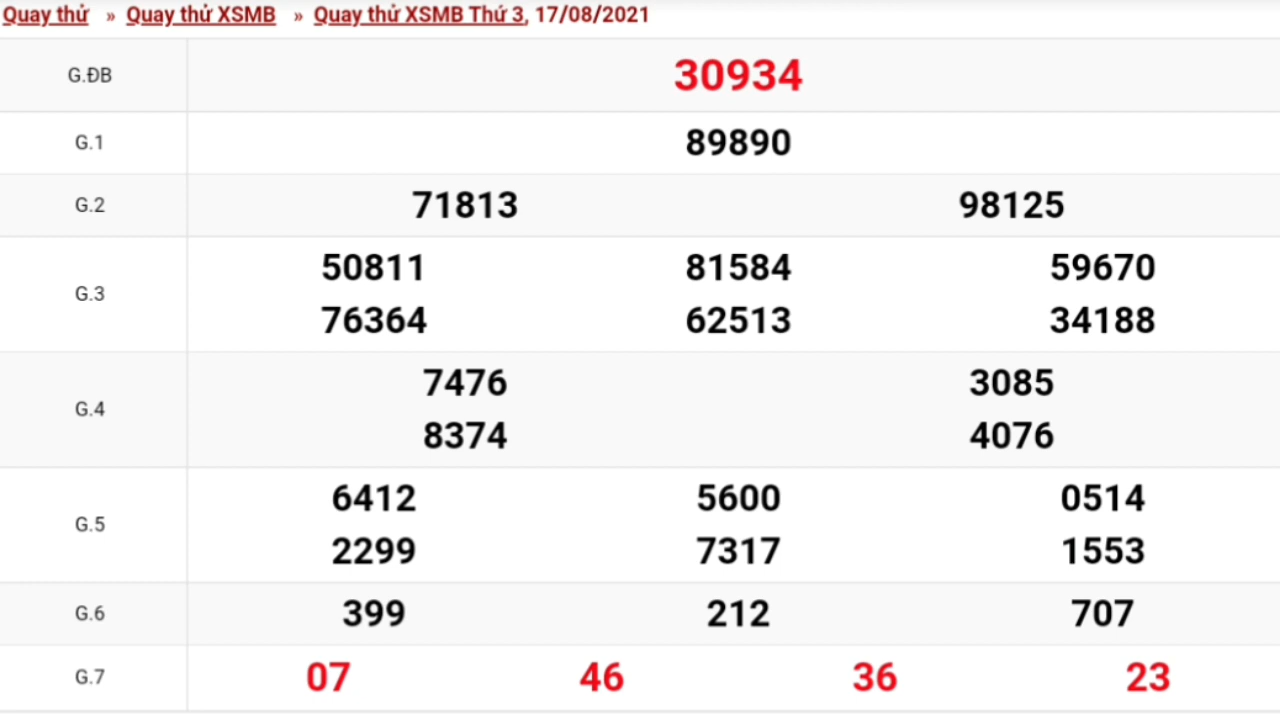 Quay thử » Quay thử XSMB » Quay thử XSMB Thứ 3, 17/08/2021
G.ĐB 30934
G.1 89890
G.2 71813 98125
G.3 50811 81584 59670
76364 62513 34188
G.4 7476 3085
8374 4076
G.5 6412 5600 0514
2299 7317 1553
G.6 399 212 707
G.7 07 46 36 23